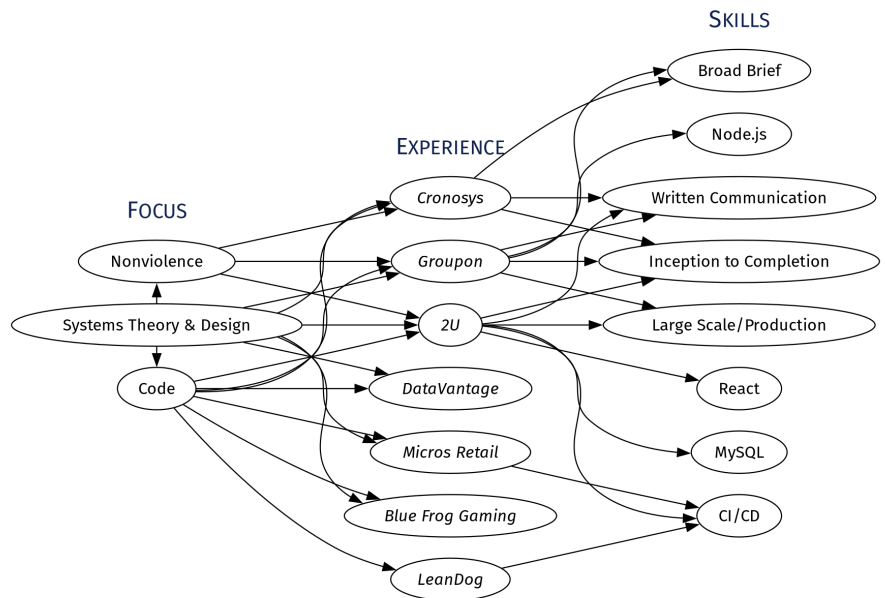 SKILLS
Broad Brief
Node.js
EXPERIENCE
Cronosys
Written Communication
FOCUS
Nonviolence
Groupon
Inception to Completion
Systems Theory & Design
2U
Large Scale/Production
Code
DataVantage
React
Micros Retail
MySQL
Blue Frog Gaming
CI/CD
LeanDog